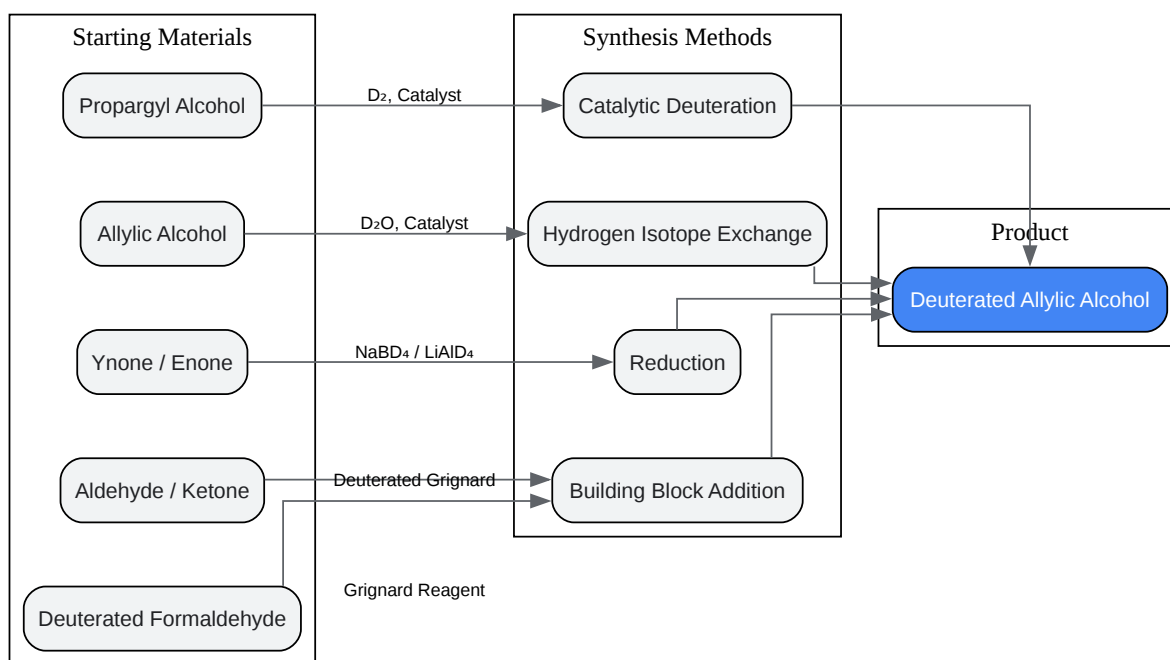 Starting Materials
Synthesis Methods
Propargyl Alcohol
D₂, Catalyst
Catalytic Deuteration
Allylic Alcohol
D₂O, Catalyst
Hydrogen Isotope Exchange
Product
Deuterated Allylic Alcohol
Ynone / Enone
NaBD₄ / LiAlD₄
Reduction
Aldehyde / Ketone
Deuterated Grignard
Building Block Addition
Grignard Reagent
Deuterated Formaldehyde